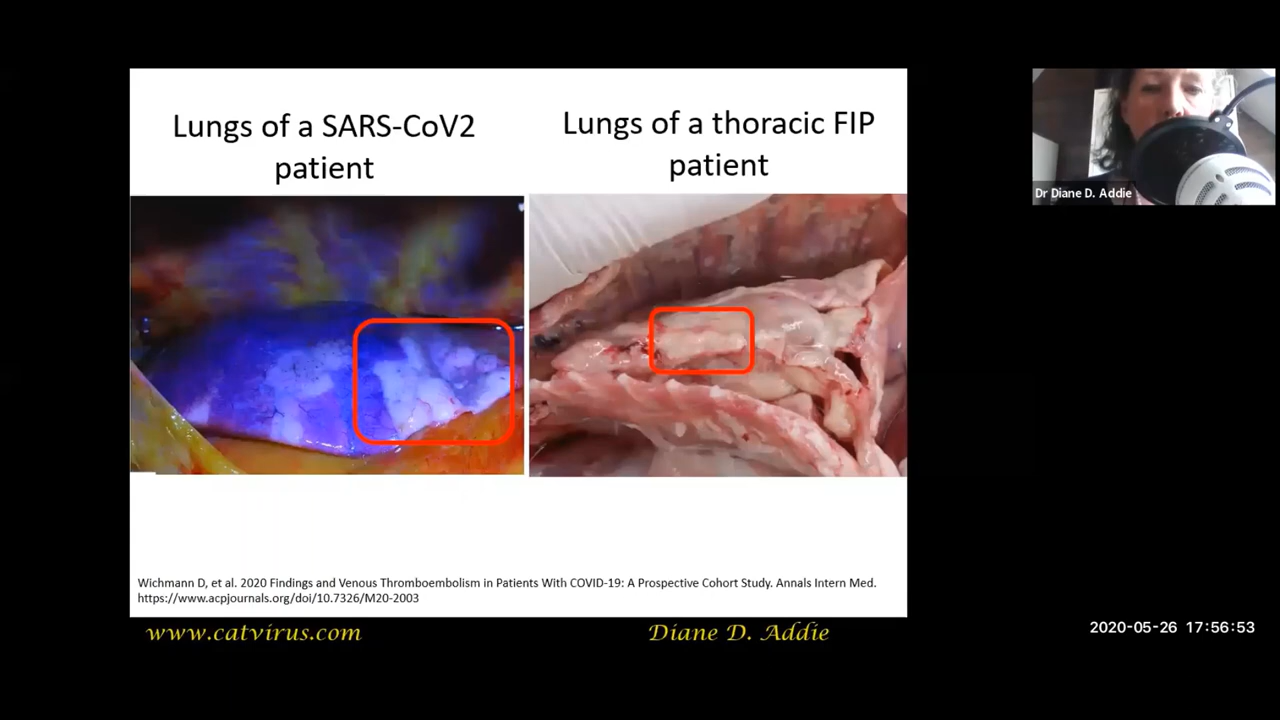 Lungs of a SARS-CoV2
patient
Lungs of a thoracic FIP
patient
Dr Diane D. Addie
Wichmann D, et al. 2020 Findings and Venous Thromboembolism in Patients With COVID-19: A Prospective Cohort Study. Annals Intern Med.
https://www.acpjournals.org/doi/10.7326/M20-2003
www.catvirus.com
Diane D. Addie
2020-05-26 17:56:53